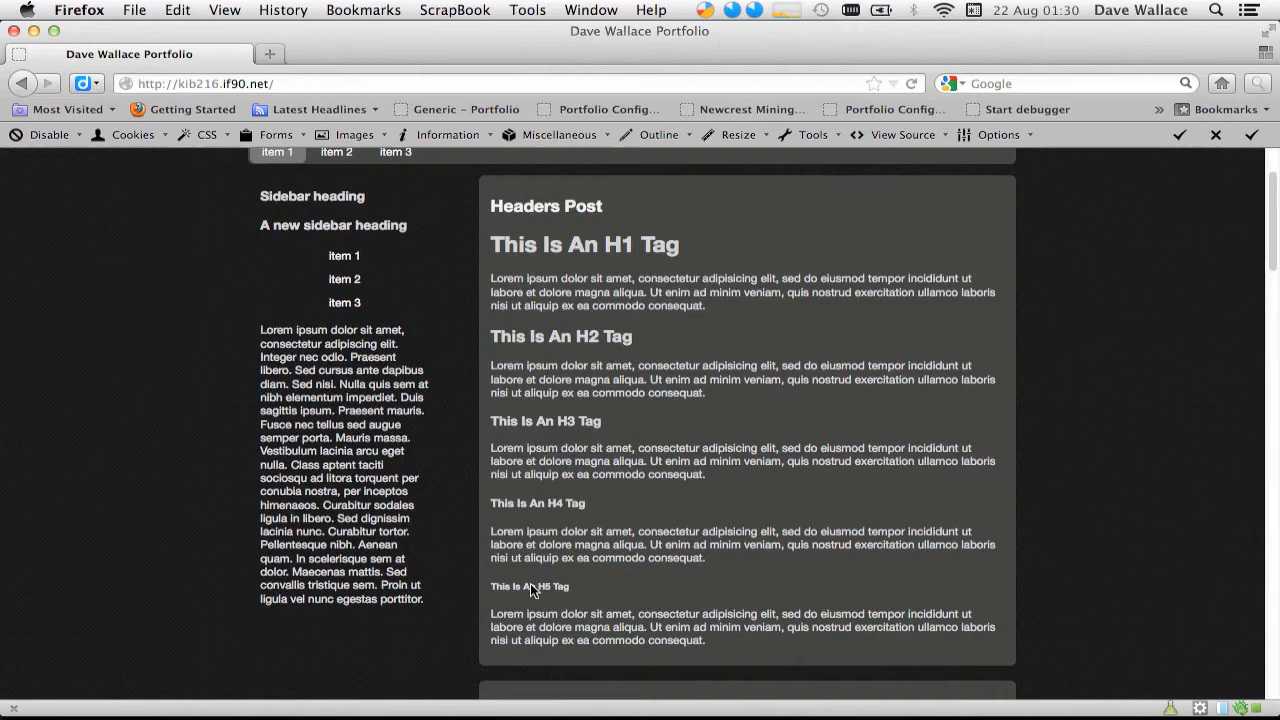 Firefox File Edit View History Bookmarks ScrapBook Tools Window Help 22 Aug 01:30 Dave Wallace
Dave Wallace Portfolio
Dave Wallace Portfolio
http://kib216.if90.net/ Google
Most Visited Getting Started Latest Headlines Generic - Portfolio Portfolio Config... Newcrest Mining... Portfolio Config... Start debugger » Bookmarks
Disable Cookies CSS Forms Images Information Miscellaneous Outline Resize Tools View Source Options
item 1 item 2 item 3
Sidebar heading
A new sidebar heading
item 1
item 2
item 3
Lorem ipsum dolor sit amet,
consectetur adipiscing elit.
Integer nec odio. Praesent
libero. Sed cursus ante dapibus
diam. Sed nisi. Nulla quis sem at
nibh elementum imperdiet. Duis
sagittis ipsum. Praesent mauris.
Fusce nec tellus sed augue
semper porta. Mauris massa.
Vestibulum lacinia arcu eget
nulla. Class aptent taciti
sociosqu ad litora torquent per
conubia nostra, per inceptos
himenaeos. Curabitur sodales
ligula in libero. Sed dignissim
lacinia nunc. Curabitur tortor.
Pellentesque nibh. Aenean
quam. In scelerisque sem at
dolor. Maecenas mattis. Sed
convallis tristique sem. Proin ut
ligula vel nunc egestas porttitor.
Headers Post
This Is An H1 Tag
Lorem ipsum dolor sit amet, consectetur adipisicing elit, sed do eiusmod tempor incididunt ut
labore et dolore magna aliqua. Ut enim ad minim veniam, quis nostrud exercitation ullamco laboris
nisi ut aliquip ex ea commodo consequat.
This Is An H2 Tag
Lorem ipsum dolor sit amet, consectetur adipisicing elit, sed do eiusmod tempor incididunt ut
labore et dolore magna aliqua. Ut enim ad minim veniam, quis nostrud exercitation ullamco laboris
nisi ut aliquip ex ea commodo consequat.
This Is An H3 Tag
Lorem ipsum dolor sit amet, consectetur adipisicing elit, sed do eiusmod tempor incididunt ut
labore et dolore magna aliqua. Ut enim ad minim veniam, quis nostrud exercitation ullamco laboris
nisi ut aliquip ex ea commodo consequat.
This Is An H4 Tag
Lorem ipsum dolor sit amet, consectetur adipisicing elit, sed do eiusmod tempor incididunt ut
labore et dolore magna aliqua. Ut enim ad minim veniam, quis nostrud exercitation ullamco laboris
nisi ut aliquip ex ea commodo consequat.
This Is An H5 Tag
Lorem ipsum dolor sit amet, consectetur adipisicing elit, sed do eiusmod tempor incididunt ut
labore et dolore magna aliqua. Ut enim ad minim veniam, quis nostrud exercitation ullamco laboris
nisi ut aliquip ex ea commodo consequat.